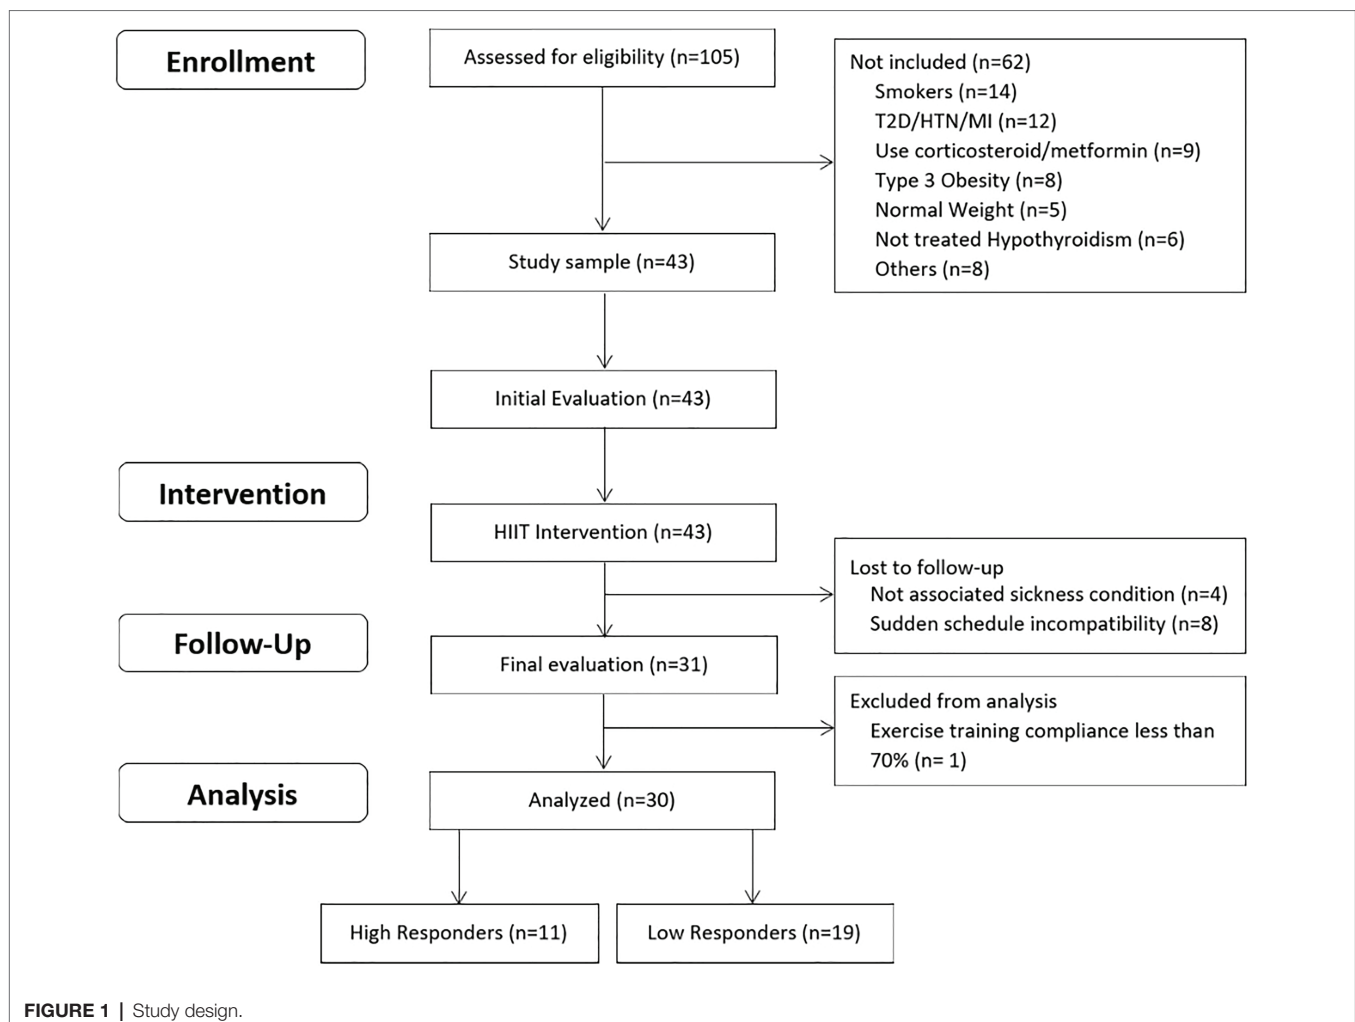 Enrollment
Assessed for eligibility (n=105)
Not included (n=62)
Smokers (n=14)
T2D/HTN/MI (n=12)
Use corticosteroid/metformin (n=9)
Type 3 Obesity (n=8)
Normal Weight (n=5)
Not treated Hypothyroidism (n=6)
Others (n=8)
Study sample (n=43)
Initial Evaluation (n=43)
Intervention
HIIT Intervention (n=43)
Lost to follow-up
Not associated sickness condition (n=4)
Sudden schedule incompatibility (n=8)
Follow-Up
Final evaluation (n=31)
Excluded from analysis
Exercise training compliance less than
70% (n= 1)
Analysis
Analyzed (n=30)
High Responders (n=11)
Low Responders (n=19)
FIGURE 1 | Study design.